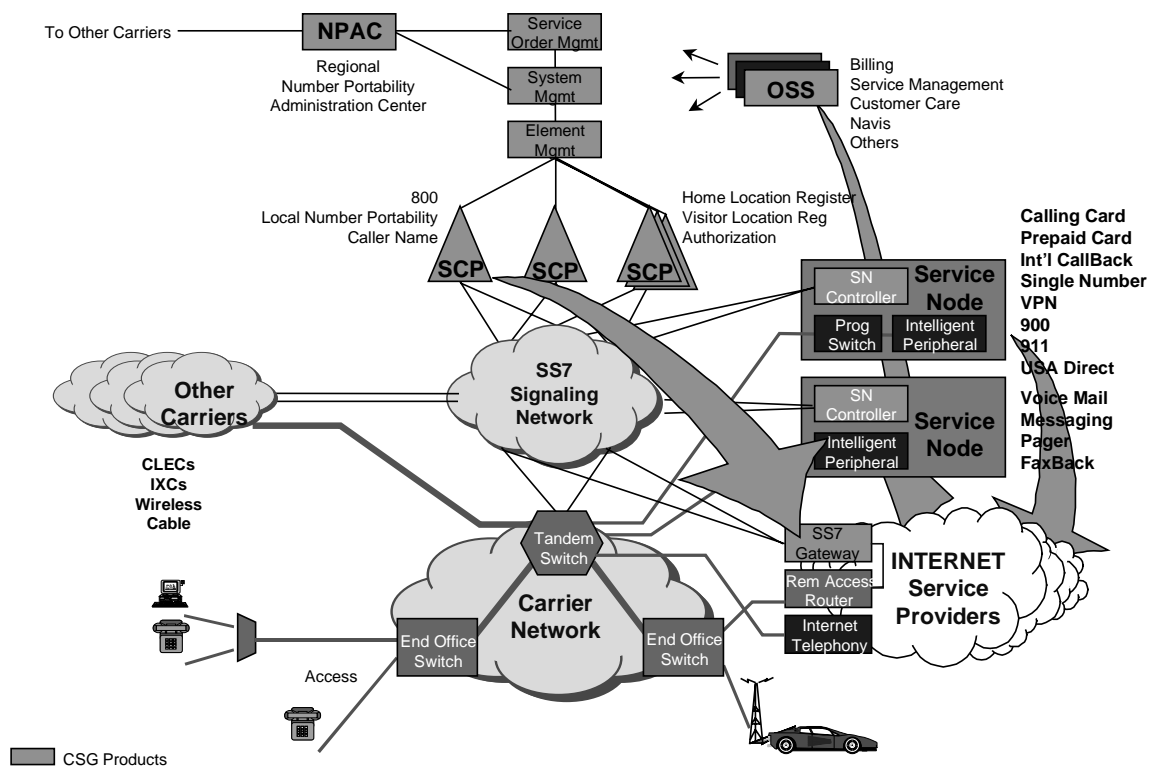 To Other Carriers
NPAC
Regional
Number Portability
Administration Center
Service
Order Mgmt
System
Mgmt
Element
Mgmt
OSS
Billing
Service Management
Customer Care
Navis
Others
800
Local Number Portability
Caller Name
Home Location Register
Visitor Location Reg
Authorization
SCP
SCP
SCP
SN
Controller
Service
Node
Prog
Switch
Intelligent
Peripheral
Calling Card
Prepaid Card
Int'l CallBack
Single Number
VPN
900
911
USA Direct
Voice Mail
Messaging
Pager
FaxBack
SN
Controller
Service
Node
Intelligent
Peripheral
SS7
Signaling
Network
Other
Carriers
CLECs
IXCs
Wireless
Cable
Tandem
Switch
Carrier
Network
End Office
Switch
End Office
Switch
SS7
Gateway
Rem Access
Router
Internet
Telephony
INTERNET
Service
Providers
Access
CSG Products